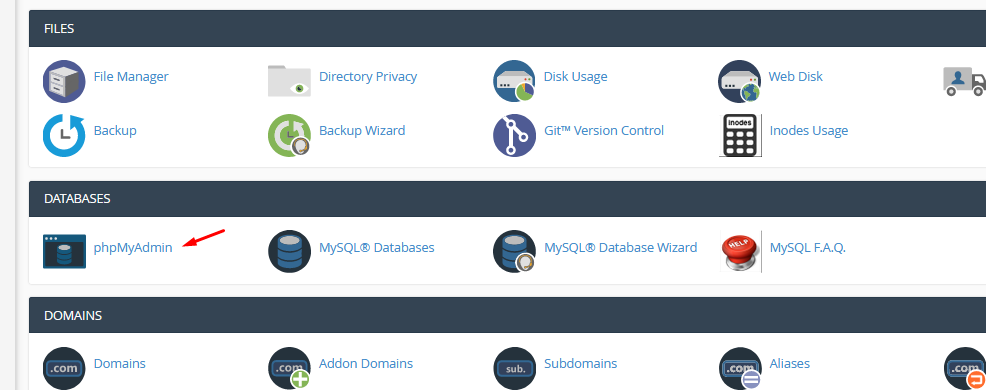 FILES
File Manager
Directory Privacy
Disk Usage
Web Disk
Backup
Backup Wizard
Git™ Version Control
Inodes
Inodes Usage
DATABASES
phpMyAdmin
MySQL® Databases
MySQL® Database Wizard
HELP
MySQL F.A.Q.
DOMAINS
.com
Domains
.com
Addon Domains
sub.
Subdomains
.com
Aliases
.com